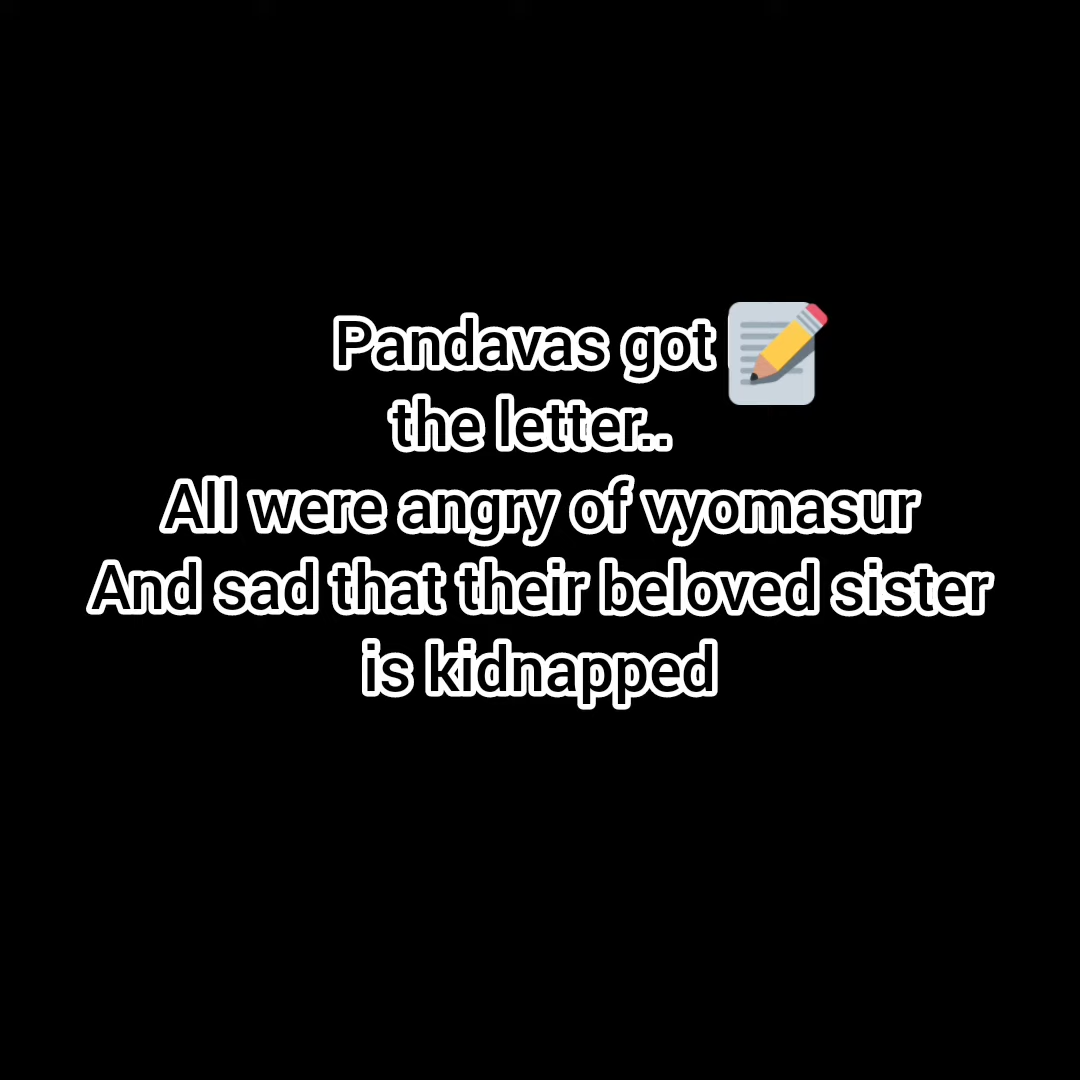 Pandavas got 📝
the letter..
All were angry of vyomasur
And sad that their beloved sister
is kidnapped